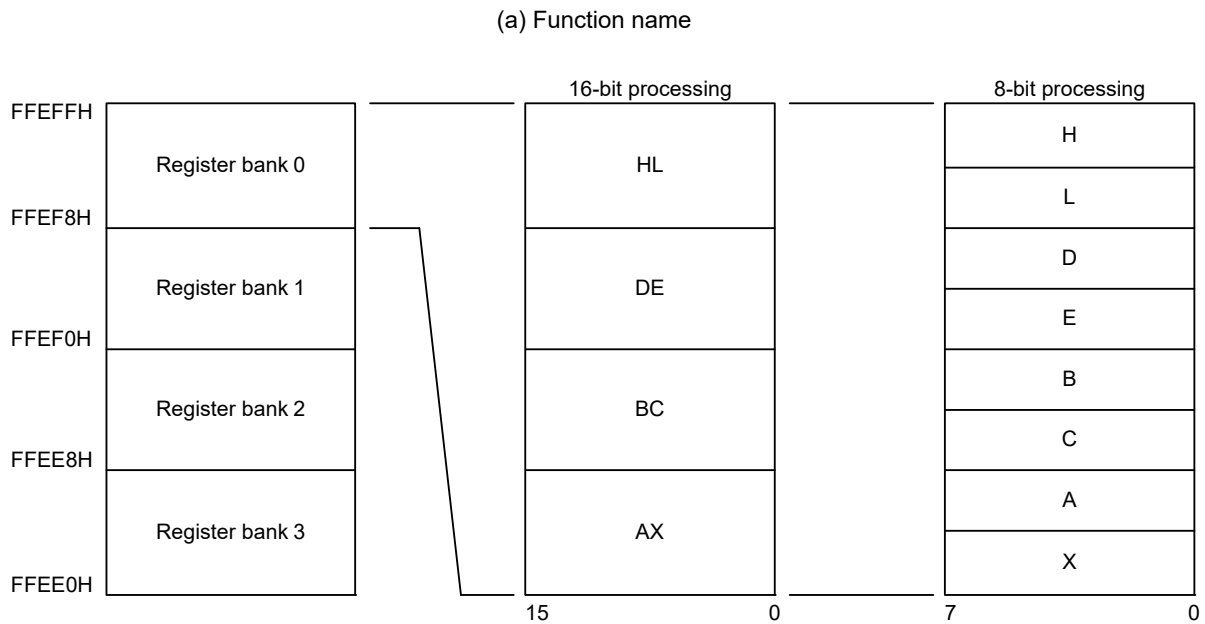 (a) Function name
16-bit processing
8-bit processing
FFEFFH
Register bank 0
HL
H
L
FFEF8H
Register bank 1
DE
D
E
FFEF0H
Register bank 2
BC
B
C
FFEE8H
Register bank 3
AX
A
X
FFEE0H
15
0
7
0